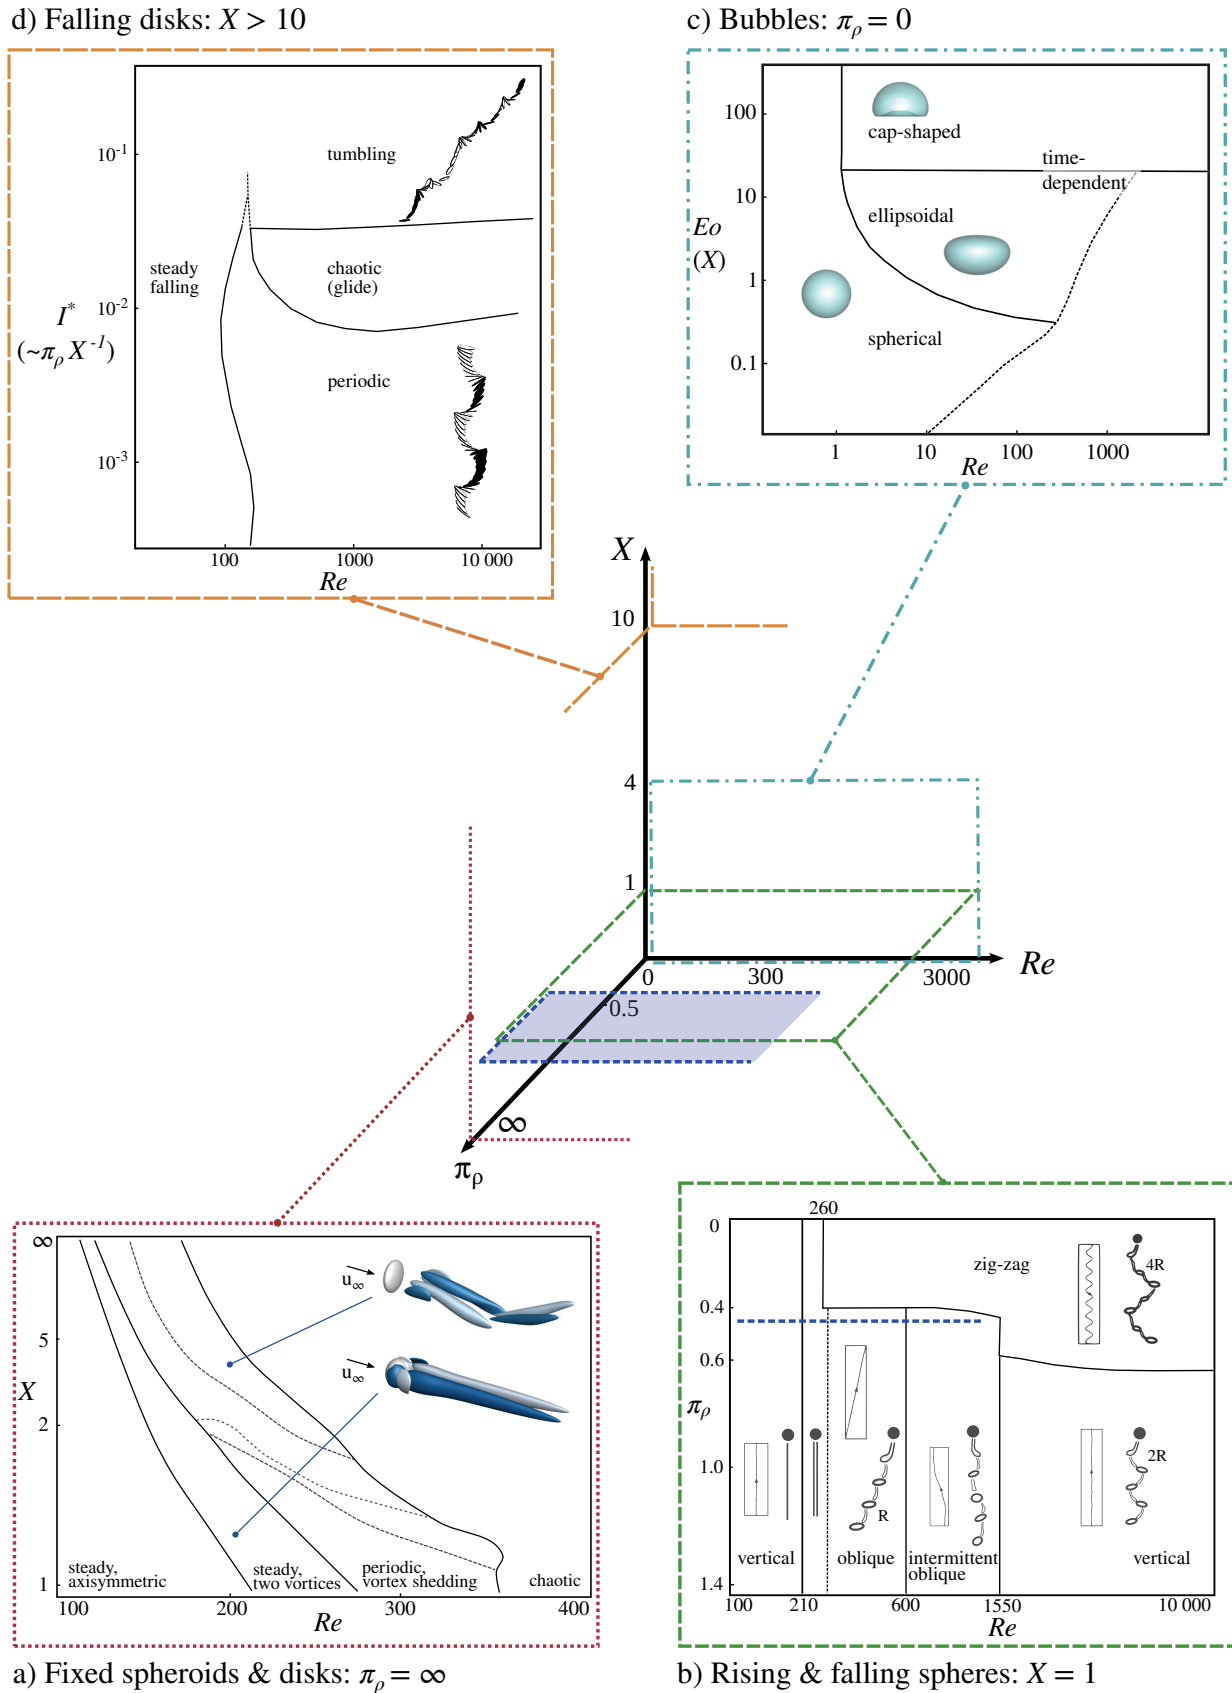 d) Falling disks: X > 10
c) Bubbles: πρ = 0
tumbling
10-1
steady
falling
chaotic
(glide)
I*
(~πρ X-1)
10-2
periodic
10-3
100
1000
10 000
Re
100
cap-shaped
time-
dependent
10
ellipsoidal
Eo
(X)
1
spherical
0.1
1
10
100
1000
Re
X
10
4
1
0
300
3000
Re
0.5
∞
πρ
∞
u∞
5
u∞
X
2
steady,
axisymmetric
steady,
two vortices
periodic,
vortex shedding
chaotic
1
100
200
300
400
Re
260
0
zig-zag
4R
0.4
0.6
πρ
2R
1.0
R
vertical
oblique
intermittent
oblique
vertical
1.4
100
210
600
1550
10 000
Re
a) Fixed spheroids & disks: πρ = ∞
b) Rising & falling spheres: X = 1